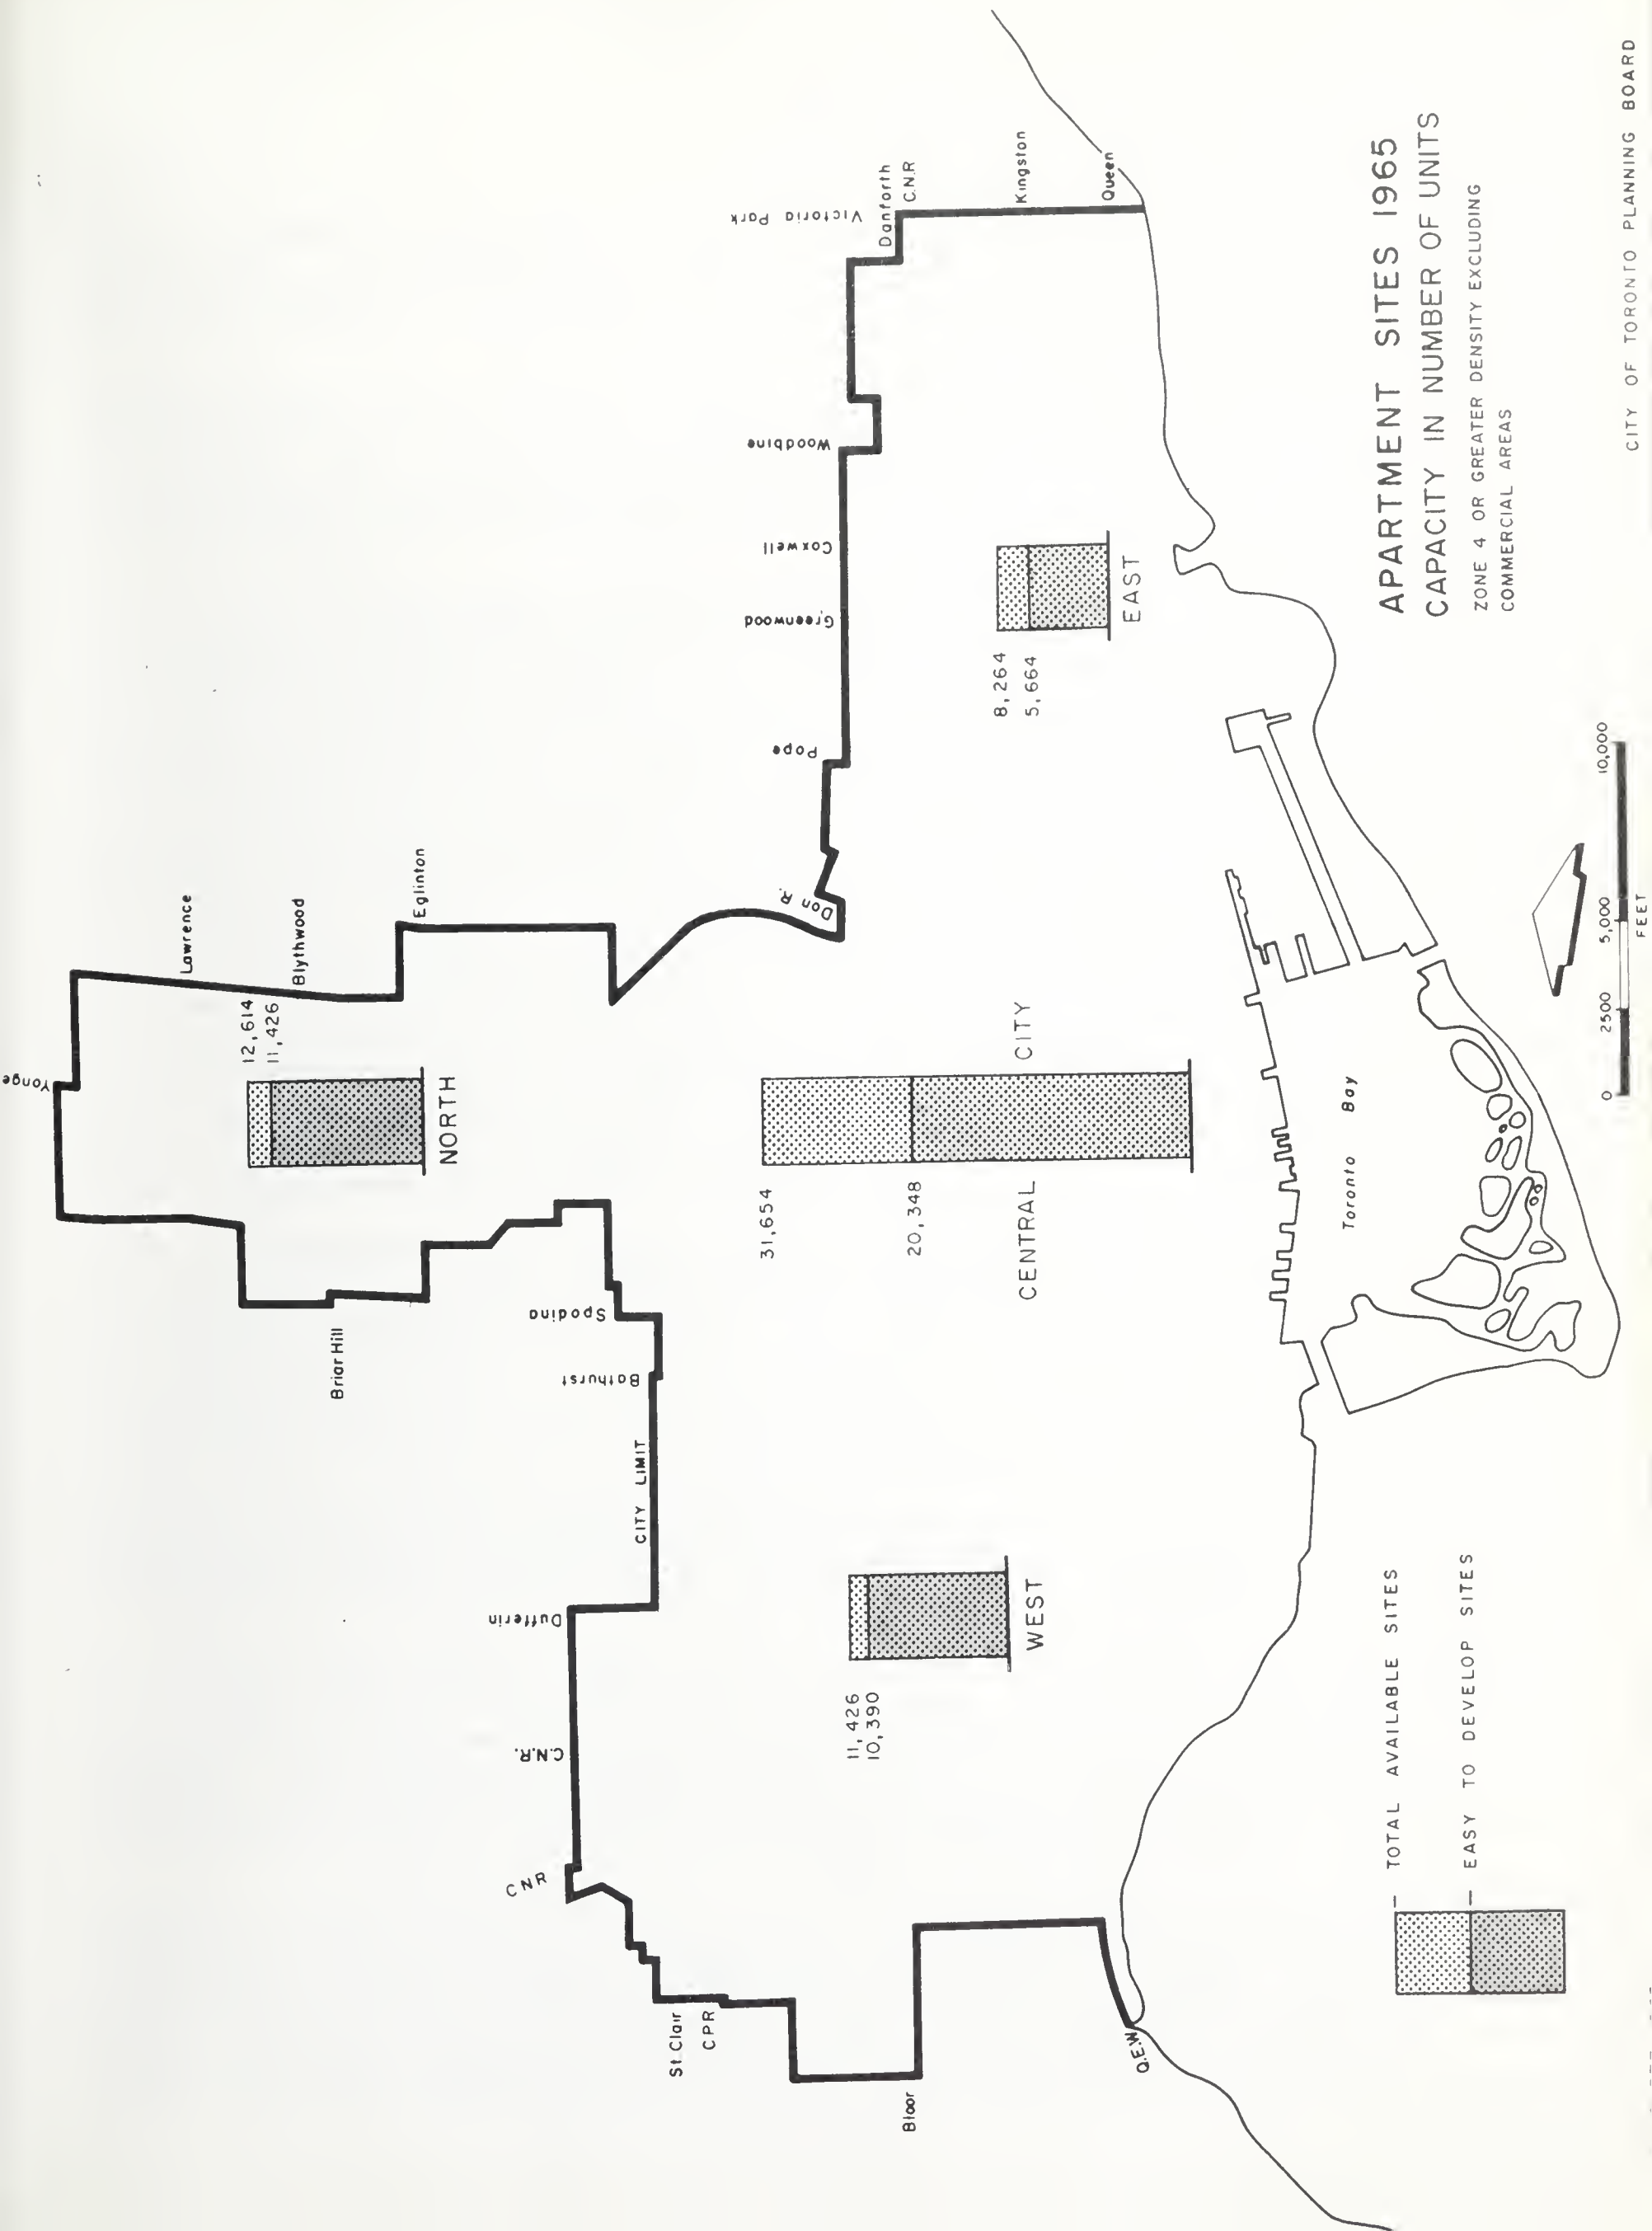 Yonge
Lawrence
Blythwood
Eglinton
12,614
11,426
NORTH
Briar Hill
Spadina
Bathurst
CITY LIMIT
Dufferin
C.N.R.
CNR
St. Clair
CPR
Bloor
Q.E.W.
Don R.
Pape
Greenwood
Coxwell
Woodbine
Victoria Park
Danforth
C.N.R
Kingston
Queen
31,654
20,348
CENTRAL CITY
11,426
10,390
WEST
8,264
5,664
EAST
Toronto Bay
TOTAL AVAILABLE SITES
EASY TO DEVELOP SITES
0 2500 5,000 10,000
FEET
APARTMENT SITES 1965
CAPACITY IN NUMBER OF UNITS
ZONE 4 OR GREATER DENSITY EXCLUDING
COMMERCIAL AREAS
CITY OF TORONTO PLANNING BOARD